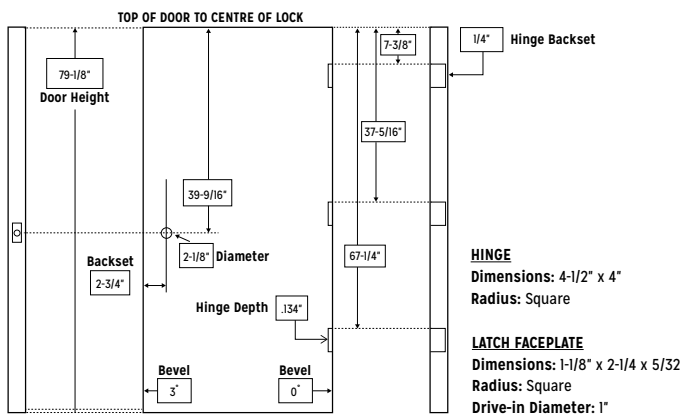 TOP OF DOOR TO CENTRE OF LOCK
7-3/8"
1/4" Hinge Backset
79-1/8"
Door Height
37-5/16"
39-9/16"
2-1/8" Diameter
67-1/4"
Backset
2-3/4"
HINGE
Dimensions: 4-1/2" x 4"
Radius: Square
Hinge Depth .134"
LATCH FACEPLATE
Dimensions: 1-1/8" x 2-1/4 x 5/32
Radius: Square
Drive-in Diameter: 1"
Bevel
3°
Bevel
0°